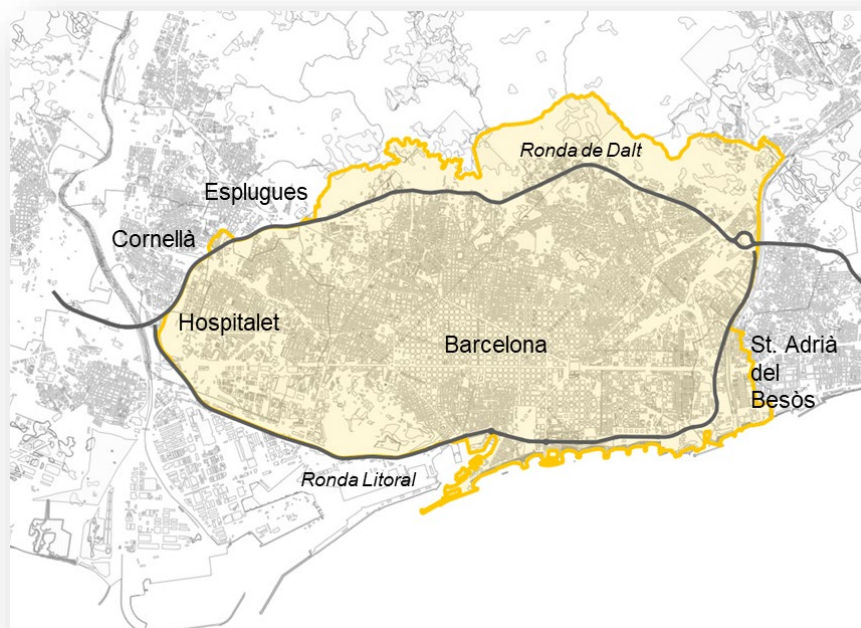 Ronda de Dalt
Esplugues
Cornellà
Hospitalet
Barcelona
St. Adrià
del
Besòs
Ronda Litoral